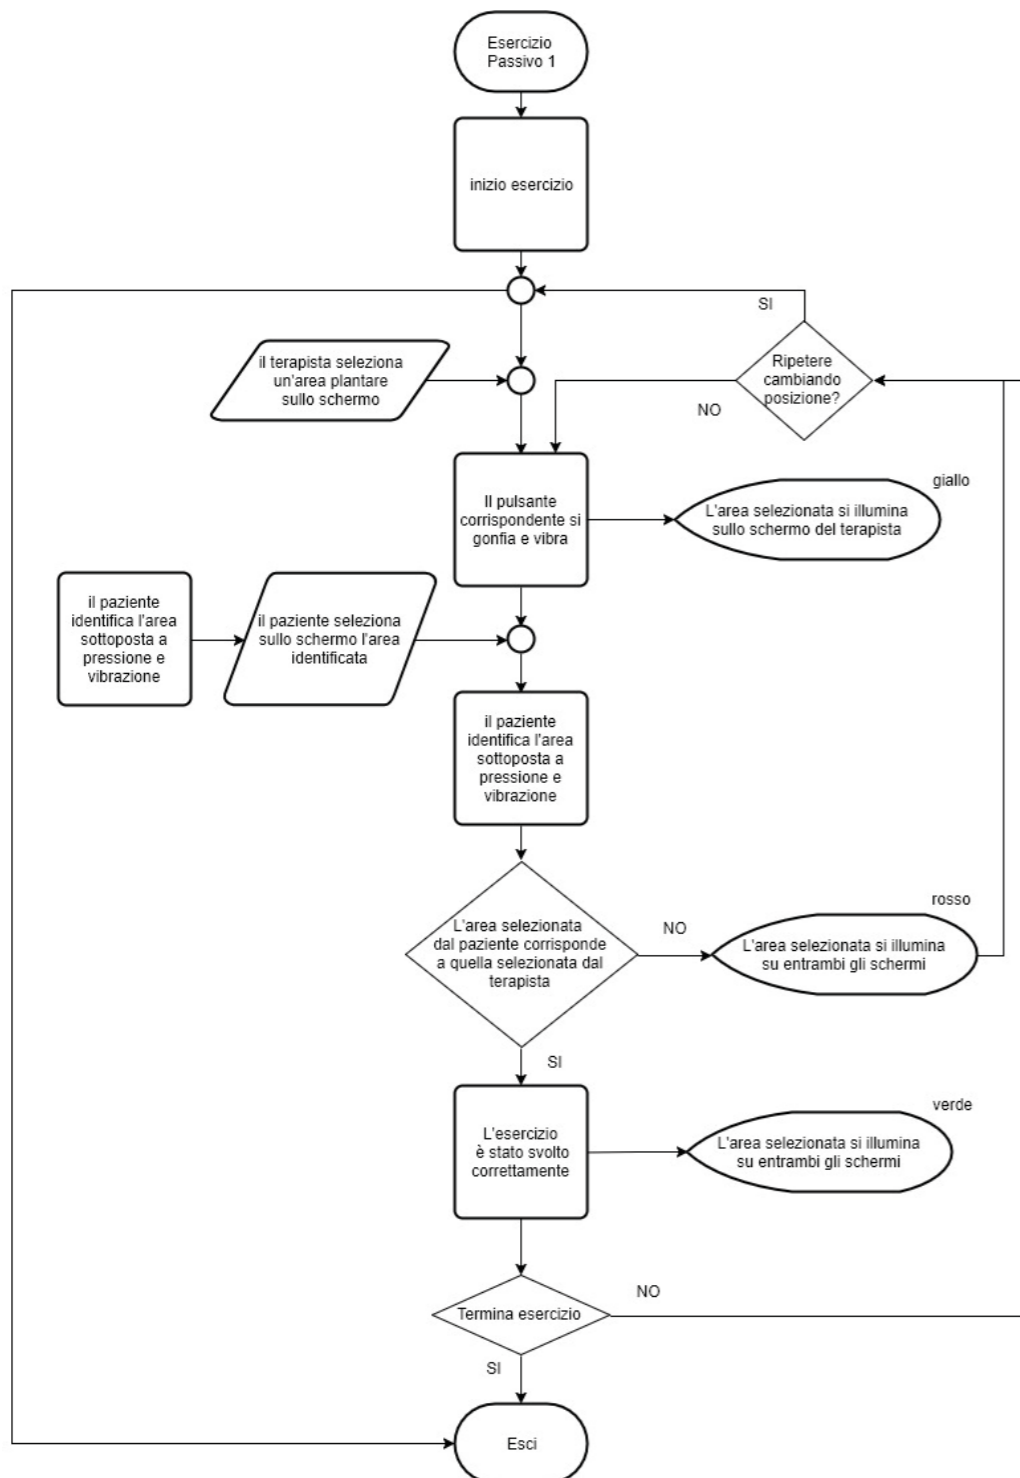 Esercizio
Passivo 1
inizio esercizio
SI
il terapista seleziona
un'area plantare
sullo schermo
Ripetere
cambiando
posizione?
NO
giallo
Il pulsante
corrispondente si
gonfia e vibra
L'area selezionata si illumina
sullo schermo del terapista
il paziente
identifica l'area
sottoposta a
pressione e
vibrazione
il paziente seleziona
sullo schermo l'area
identificata
il paziente
identifica l'area
sottoposta a
pressione e
vibrazione
rosso
L'area selezionata
dal paziente corrisponde
a quella selezionata dal
terapista
NO
L'area selezionata si illumina
su entrambi gli schermi
SI
verde
L'esercizio
è stato svolto
correttamente
L'area selezionata si illumina
su entrambi gli schermi
NO
Termina esercizio
SI
Esci